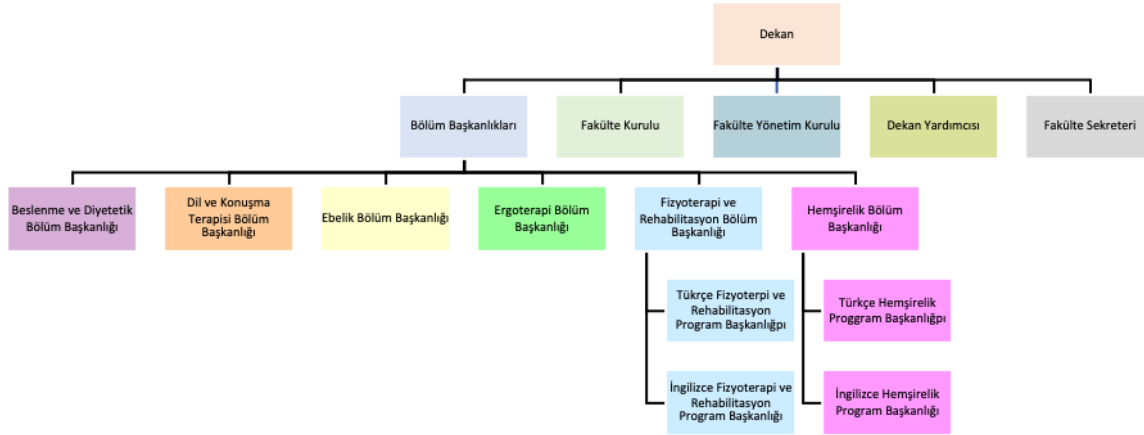 Dekan
Bölüm Başkanlıkları
Fakülte Kurulu
Fakülte Yönetim Kurulu
Dekan Yardımcısı
Fakülte Sekreteri
Beslenme ve Diyetetik
Bölüm Başkanlığı
Dil ve Konuşma
Terapisi Bölüm
Başkanlığı
Ebelik Bölüm Başkanlığı
Ergoterapi Bölüm
Başkanlığı
Fizyoterapi ve
Rehabilitasyon Bölüm
Başkanlığı
Hemşirelik Bölüm
Başkanlığı
Tükrçe Fizyoterpi ve
Rehabilitasyon
Program Başkanlığpı
Türkçe Hemşirelik
Proggram Başkanlığpı
İngilizce Fizyoterapi ve
Rehabilitasyon
Program Başkanlığı
İngilizce Hemşirelik
Program Başkanlığı